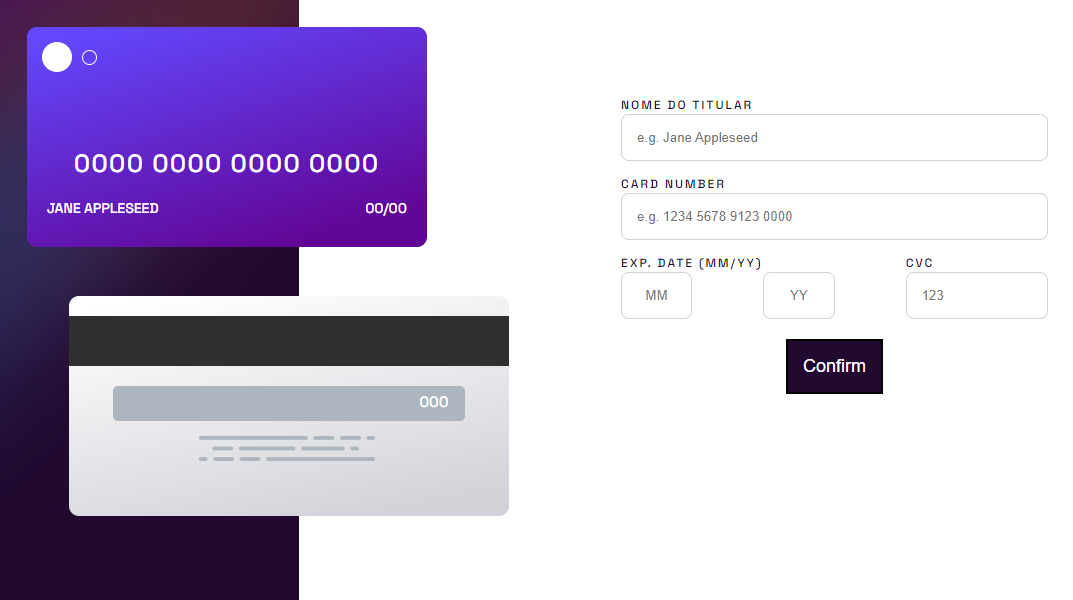 0000 0000 0000 0000
JANE APPLESEED 00/00
000
NOME DO TITULAR
e.g. Jane Appleseed
CARD NUMBER
e.g. 1234 5678 9123 0000
EXP. DATE (MM/YY) CVC
MM YY 123
Confirm